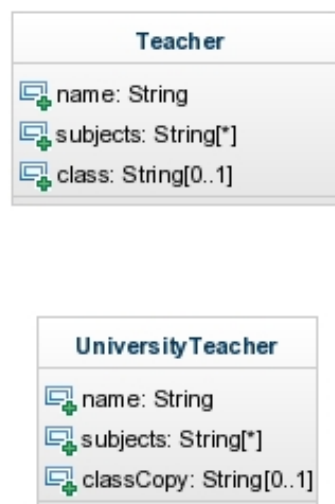 Teacher
name: String
subjects: String[*]
class: String[0..1]
UniversityTeacher
name: String
subjects: String[*]
classCopy: String[0..1]